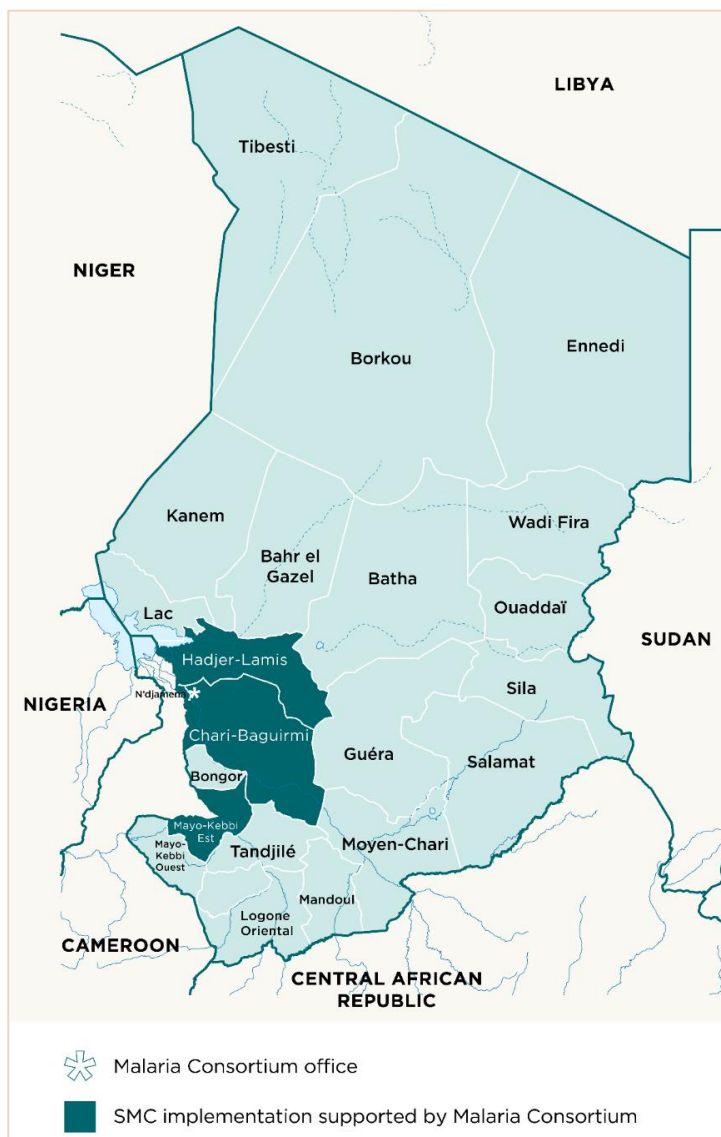 LIBYA
Tibesti
NIGER
Borkou
Ennedi
Kanem
Wadi Fira
Bahr el
Gazel
Batha
Ouaddaï
Lac
SUDAN
Hadjer-Lamis
N'djamena
NIGERIA
Sila
Chari-Baguirmi
Guéra
Salamat
Bongor
Mayo-Kebbi
Est
Mayo-
Kebbi
Ouest
Tandjilé
Moyen-Chari
Mandoul
Logone
Oriental
CAMEROON
CENTRAL AFRICAN
REPUBLIC
Malaria Consortium office
SMC implementation supported by Malaria Consortium